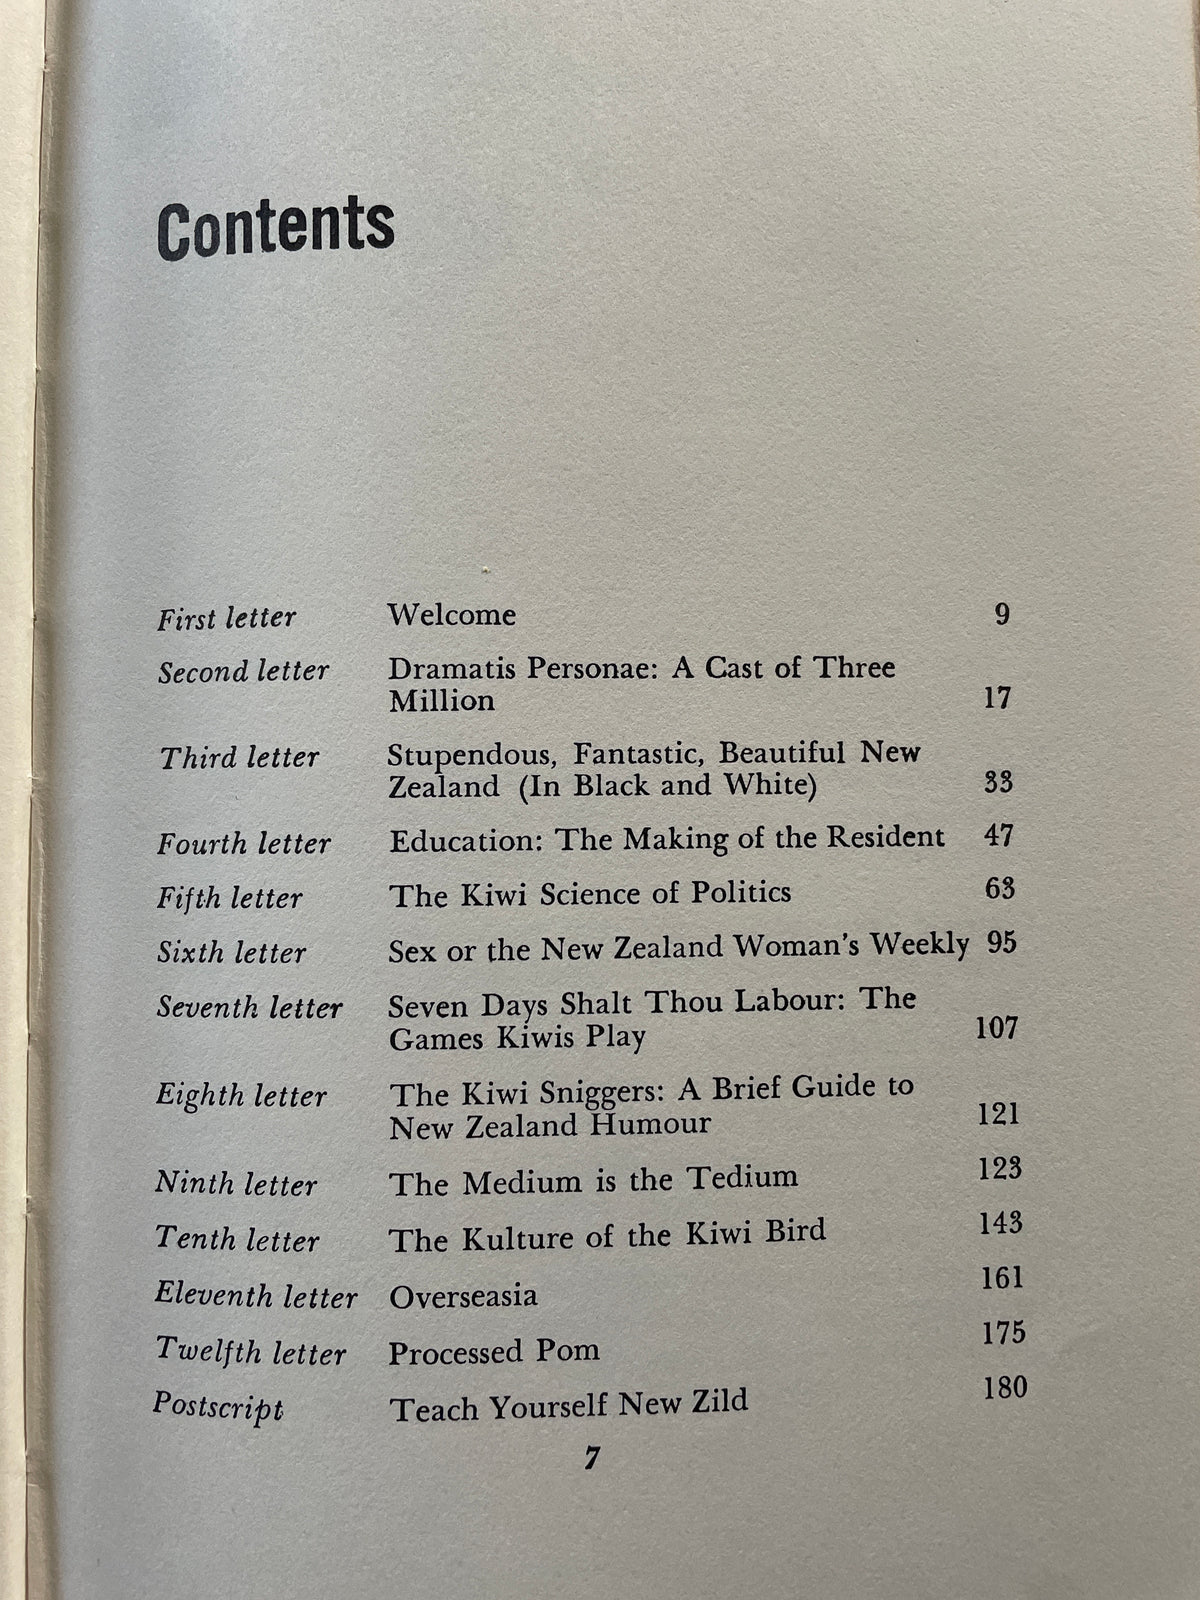 Contents
First letter Welcome 9
Second letter Dramatis Personae: A Cast of Three
Million 17
Third letter Stupendous, Fantastic, Beautiful New
Zealand (In Black and White) 33
Fourth letter Education: The Making of the Resident 47
Fifth letter The Kiwi Science of Politics 63
Sixth letter Sex or the New Zealand Woman's Weekly 95
Seventh letter Seven Days Shalt Thou Labour: The
Games Kiwis Play 107
Eighth letter The Kiwi Sniggers: A Brief Guide to
New Zealand Humour 121
Ninth letter The Medium is the Tedium 123
Tenth letter The Kulture of the Kiwi Bird 143
Eleventh letter Overseasia 161
Twelfth letter Processed Pom 175
Postscript Teach Yourself New Zild 180
7